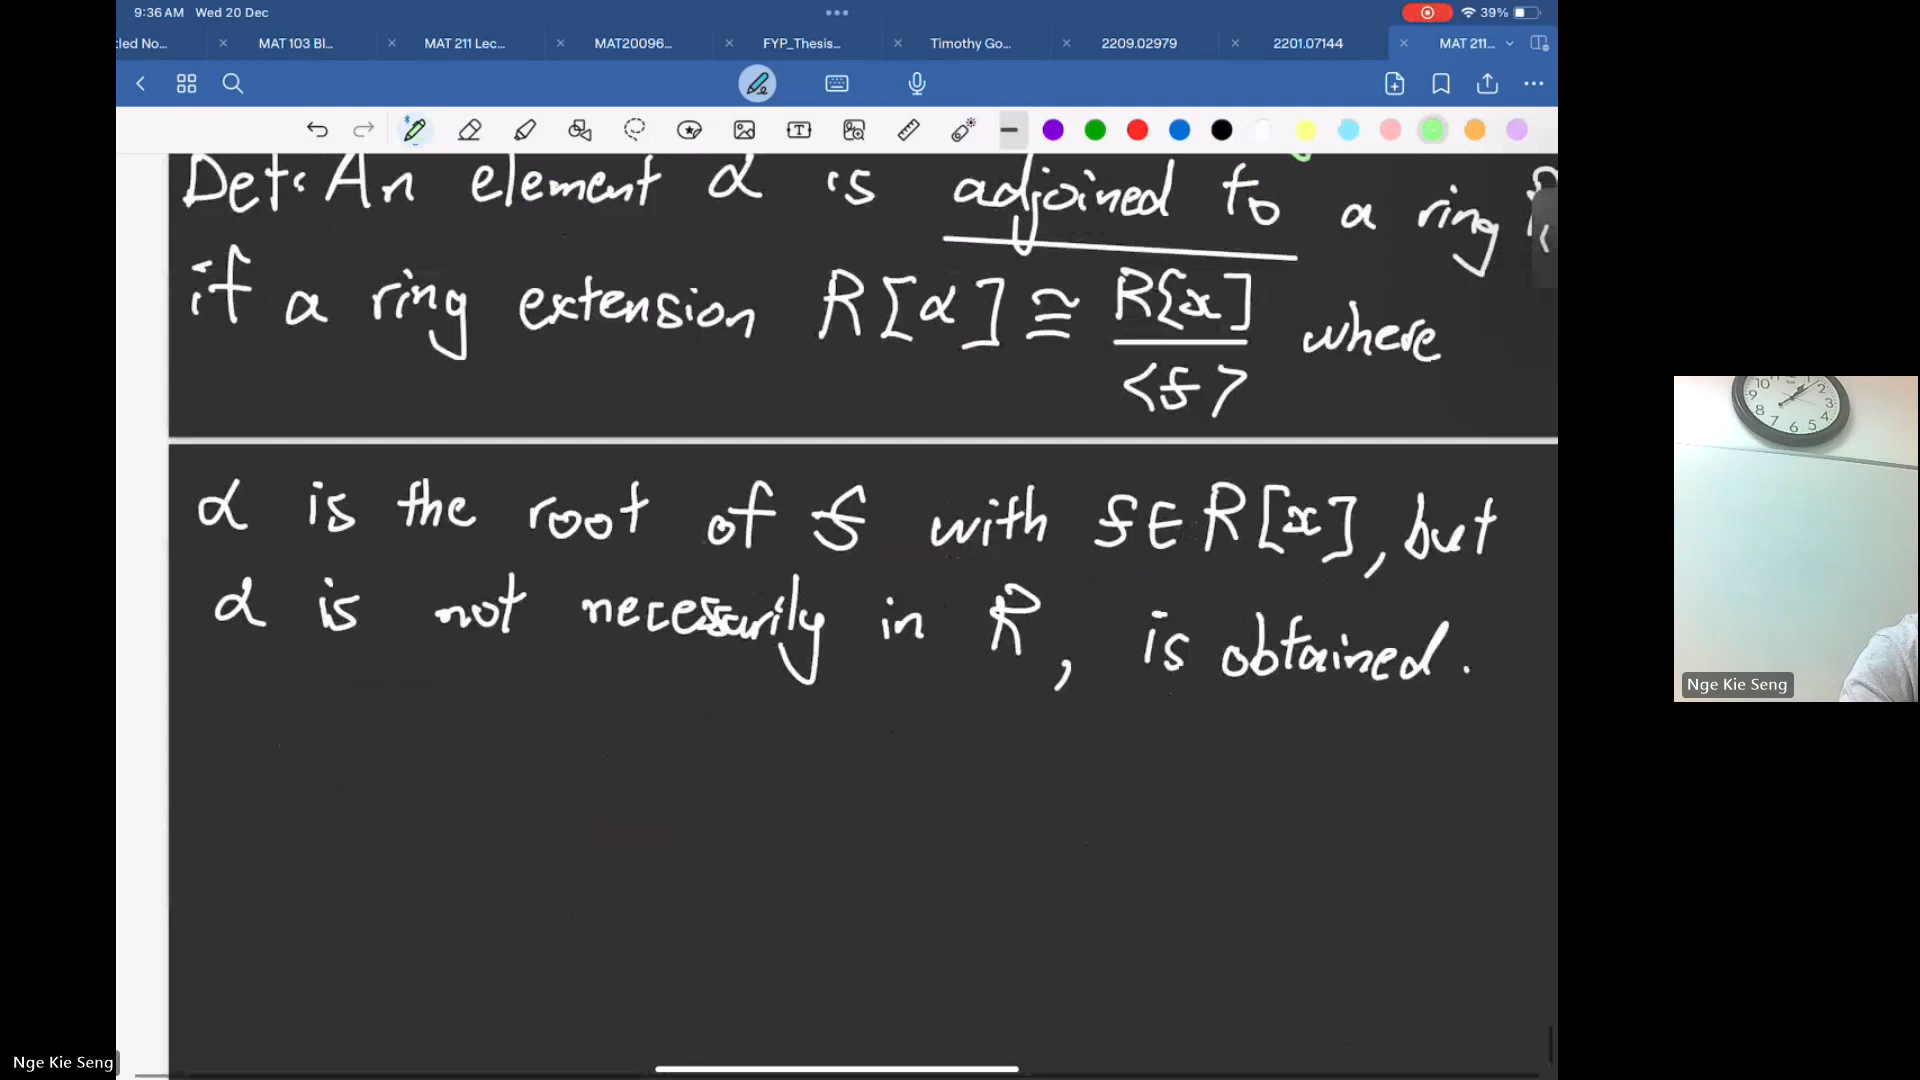 9:36 AM Wed 20 Dec
39%
:led No...
MAT 103 Bl...
MAT 211 Lec...
MAT20096...
FYP_Thesis...
Timothy Go...
2209.02979
2201.07144
MAT 211...
Def: An element α is adjoined to a ring R
if a ring extension R[α] ≅ R[x]/<f> where
α is the root of f with f ∈ R[x], but
α is not necessarily in R, is obtained.
Nge Kie Seng
Nge Kie Seng